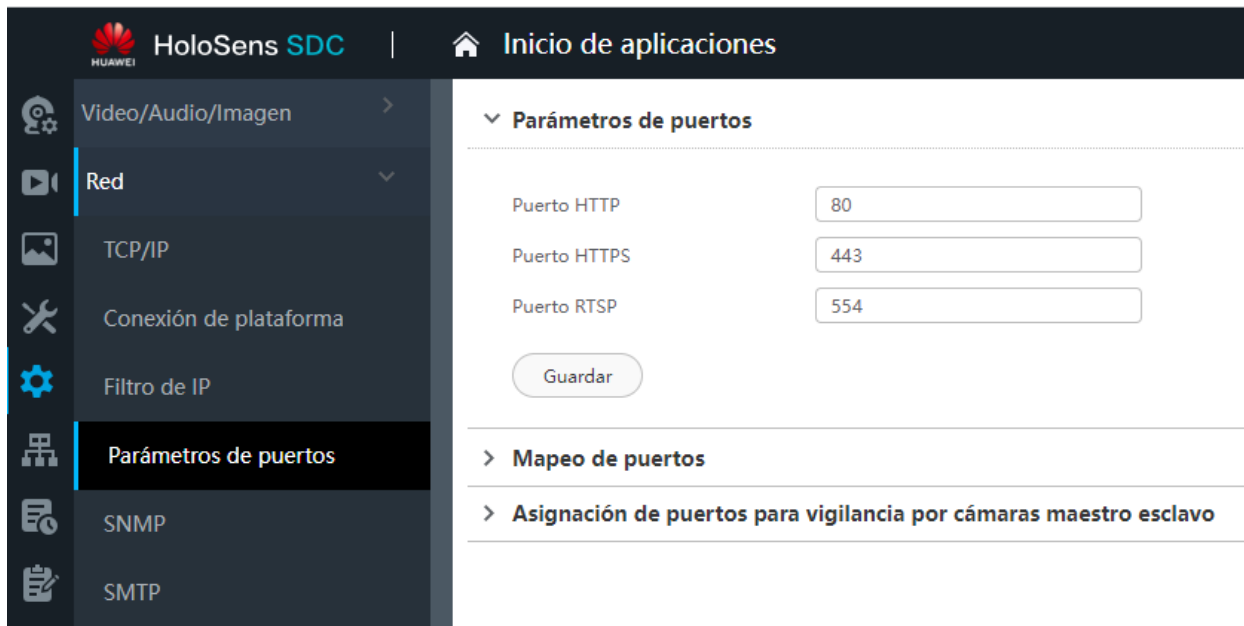 HUAWEI
HoloSens SDC
Inicio de aplicaciones
Video/Audio/Imagen
Red
TCP/IP
Conexión de plataforma
Filtro de IP
Parámetros de puertos
SNMP
SMTP
Parámetros de puertos
Puerto HTTP 80
Puerto HTTPS 443
Puerto RTSP 554
Guardar
Mapeo de puertos
Asignación de puertos para vigilancia por cámaras maestro esclavo